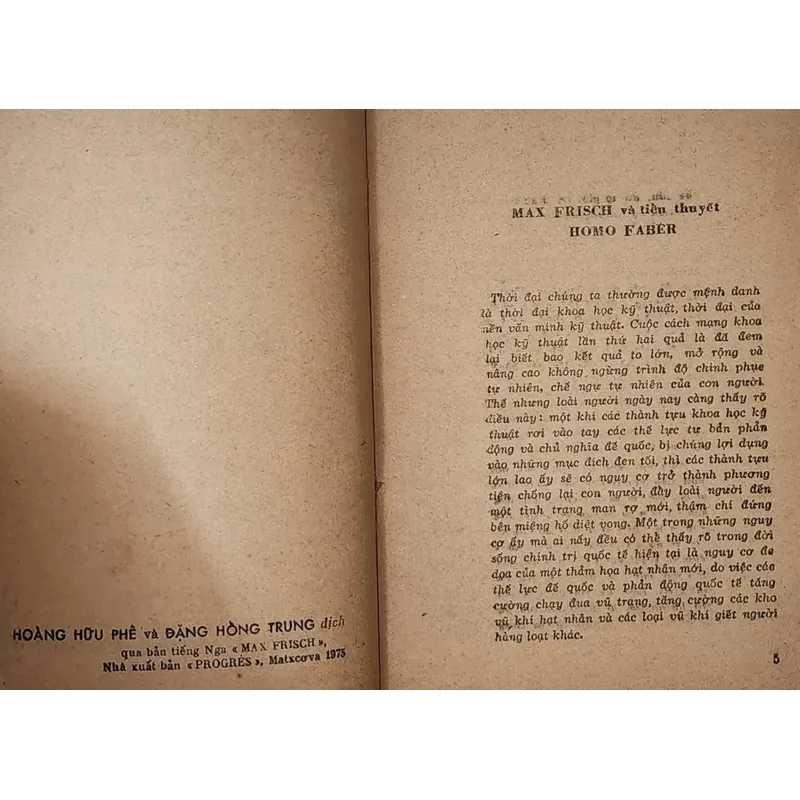 HOÀNG HỮU PHÊ và ĐẶNG HỒNG TRUNG dịch
qua bản tiếng Nga « MAX FRISCH »,
Nhà xuất bản « PROGRÈS », Matxcơva 1975
MAX FRISCH và tiểu thuyết
HOMO FABER
Thời đại chúng ta thường được mệnh danh
là thời đại khoa học kỹ thuật, thời đại của
nền văn minh kỹ thuật. Cuộc cách mạng khoa
học kỹ thuật lần thứ hai quả là đã đem
lại biết bao kết quả to lớn, mở rộng và
nâng cao không ngừng trình độ chinh phục
tự nhiên, chế ngự tự nhiên của con người.
Thế nhưng loài người ngày nay càng thấy rõ
điều này : một khi các thành tựu khoa học kỹ
thuật rơi vào tay các thế lực tư bản phản
động và chủ nghĩa đế quốc, bị chúng lợi dụng
vào những mục đích đen tối, thì các thành tựu
lớn lao ấy sẽ có nguy cơ trở thành phương
tiện chống lại con người, đẩy loài người đến
một tình trạng man rợ mới, thậm chí đứng
bên miệng hố diệt vong. Một trong những nguy
cơ ấy mà ai nấy đều có thể thấy rõ trong đời
sống chính trị quốc tế hiện tại là nguy cơ đe
dọa của một thảm họa hạt nhân mới, do việc các
thế lực đế quốc và phản động quốc tế tăng
cường chạy đua vũ trang, tăng cường các kho
vũ khí hạt nhân và các loại vũ khí giết người
hàng loạt khác.
5